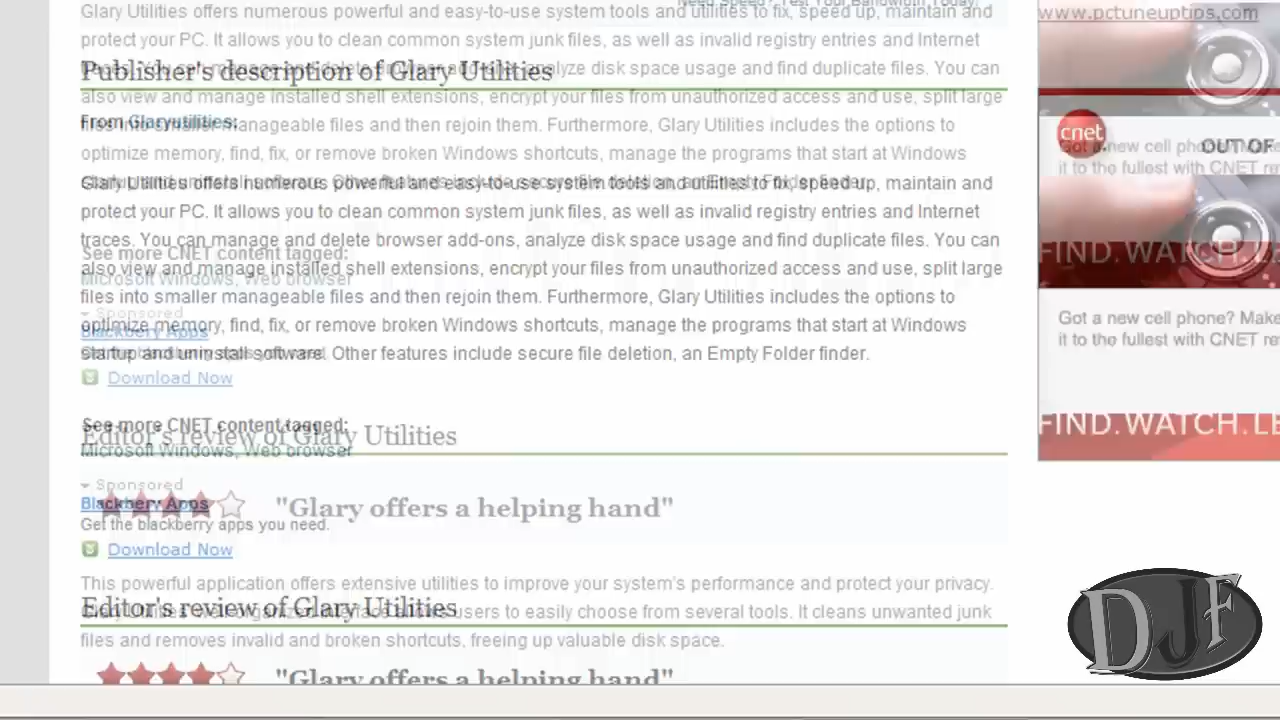 Need Speed? Test Your Bandwidth Today.
www.pctuneuptips.com
Glary Utilities offers numerous powerful and easy-to-use system tools and utilities to fix, speed up, maintain and
protect your PC. It allows you to clean common system junk files, as well as invalid registry entries and Internet
Publisher's description of Glary Utilities
analyze disk space usage and find duplicate files. You can
also view and manage installed shell extensions, encrypt your files from unauthorized access and use, split large
From Glaryutilities:
manageable files and then rejoin them. Furthermore, Glary Utilities includes the options to
optimize memory, find, fix, or remove broken Windows shortcuts, manage the programs that start at Windows
Glary Utilities offers numerous powerful and easy-to-use system tools and utilities to fix, speed up, maintain and
protect your PC. It allows you to clean common system junk files, as well as invalid registry entries and Internet
traces. You can manage and delete browser add-ons, analyze disk space usage and find duplicate files. You can
See more CNET content tagged:
also view and manage installed shell extensions, encrypt your files from unauthorized access and use, split large
Microsoft Windows, Web browser
files into smaller manageable files and then rejoin them. Furthermore, Glary Utilities includes the options to
Sponsored
optimize memory, find, fix, or remove broken Windows shortcuts, manage the programs that start at Windows
Blackberry Apps
startup and uninstall software. Other features include secure file deletion, an Empty Folder finder.
Download Now
See more CNET content tagged:
Editor's review of Glary Utilities
Microsoft Windows, Web browser
Sponsored
Blackberry Apps
"Glary offers a helping hand"
Get the blackberry apps you need.
Download Now
This powerful application offers extensive utilities to improve your system's performance and protect your privacy.
Editor's review of Glary Utilities
users to easily choose from several tools. It cleans unwanted junk
files and removes invalid and broken shortcuts, freeing up valuable disk space.
"Glary offers a helping hand"
cnet
OUT OF
Got a new cell
it to the fullest with CNET re
FIND.WATCH.LE
Got a new cell phone? Make
it to the fullest with CNET re
FIND.WATCH.LE
DJF